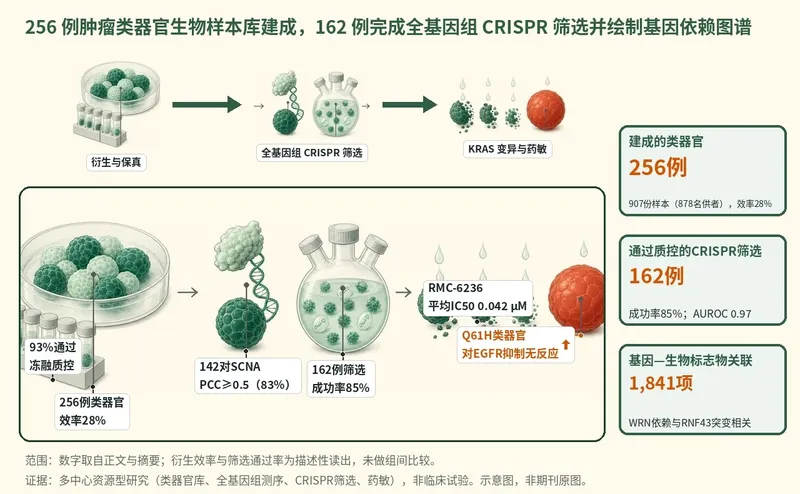 256 例肿瘤类器官生物样本库建成，162 例完成全基因组 CRISPR 筛选并绘制基因依赖图谱
衍生与保真
全基因组 CRISPR 筛选
KRAS 变异与药敏
93%通过
冻融质控
256例类器官
效率28%
142对SCNA
PCC≥0.5（83%）
162例筛选
成功率85%
RMC-6236
平均IC50 0.042 μM
Q61H类器官
对EGFR抑制无反应
建成的类器官
256例
907份样本（878名供者），效率28%
通过质控的CRISPR筛选
162例
成功率85%；AUROC 0.97
基因—生物标志物关联
1,841项
WRN依赖与RNF43突变相关
范围：数字取自正文与摘要；衍生效率与筛选通过率为描述性读出，未做组间比较。
证据：多中心资源型研究（类器官库、全基因组测序、CRISPR筛选、药敏），非临床试验。示意图，非期刊原图。